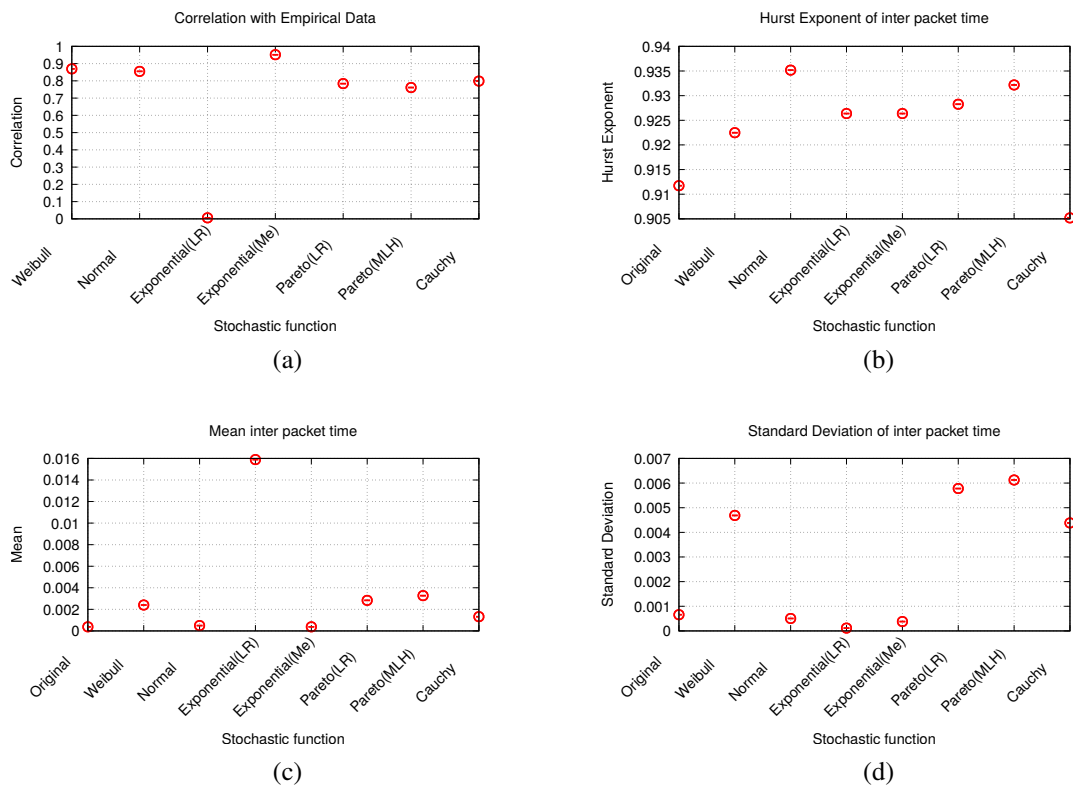 Correlation with Empirical Data
1
0.9
0.8
0.7
0.6
0.5
0.4
0.3
0.2
0.1
0
Correlation
Weibull
Normal
Exponential(LR)
Exponential(Me)
Pareto(LR)
Pareto(MLH)
Cauchy
Stochastic function
(a)
Hurst Exponent of inter packet time
0.94
0.935
0.93
0.925
0.92
0.915
0.91
0.905
Hurst Exponent
Original
Weibull
Normal
Exponential(LR)
Exponential(Me)
Pareto(LR)
Pareto(MLH)
Cauchy
Stochastic function
(b)
Mean inter packet time
0.016
0.014
0.012
0.01
0.008
0.006
0.004
0.002
0
Mean
Original
Weibull
Normal
Exponential(LR)
Exponential(Me)
Pareto(LR)
Pareto(MLH)
Cauchy
Stochastic function
(c)
Standard Deviation of inter packet time
0.007
0.006
0.005
0.004
0.003
0.002
0.001
0
Standard Deviation
Original
Weibull
Normal
Exponential(LR)
Exponential(Me)
Pareto(LR)
Pareto(MLH)
Cauchy
Stochastic function
(d)